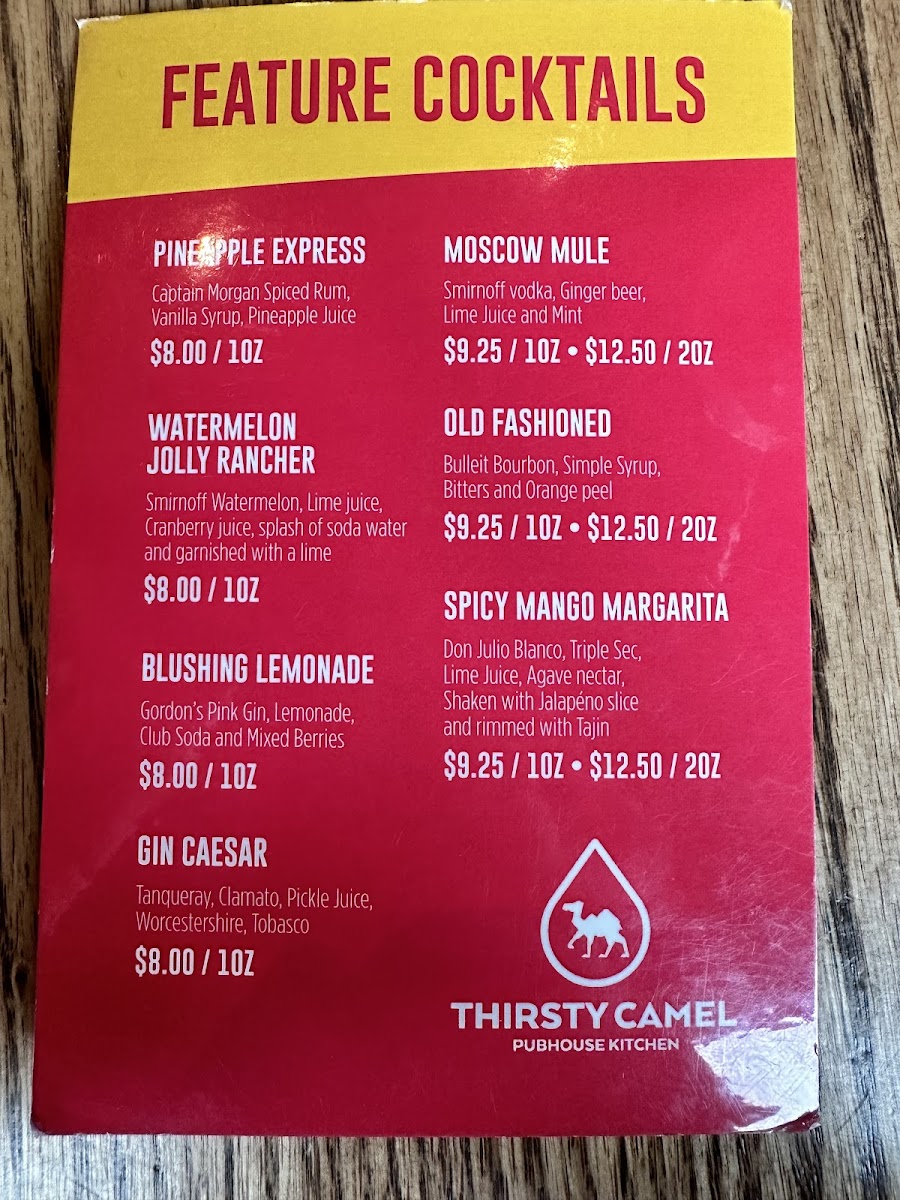 FEATURE COCKTAILS
PINEAPPLE EXPRESS
Captain Morgan Spiced Rum,
Vanilla Syrup, Pineapple Juice
$8.00 / 1OZ
WATERMELON
JOLLY RANCHER
Smirnoff Watermelon, Lime juice,
Cranberry juice, splash of soda water
and garnished with a lime
$8.00 / 1OZ
BLUSHING LEMONADE
Gordon's Pink Gin, Lemonade,
Club Soda and Mixed Berries
$8.00 / 1OZ
GIN CAESAR
Tanqueray, Clamato, Pickle Juice,
Worcestershire, Tobasco
$8.00 / 1OZ
MOSCOW MULE
Smirnoff vodka, Ginger beer,
Lime Juice and Mint
$9.25 / 1OZ • $12.50 / 2OZ
OLD FASHIONED
Bulleit Bourbon, Simple Syrup,
Bitters and Orange peel
$9.25 / 1OZ • $12.50 / 2OZ
SPICY MANGO MARGARITA
Don Julio Blanco, Triple Sec,
Lime Juice, Agave nectar,
Shaken with Jalapéno slice
and rimmed with Tajin
$9.25 / 1OZ • $12.50 / 2OZ
THIRSTY CAMEL
PUBHOUSE KITCHEN